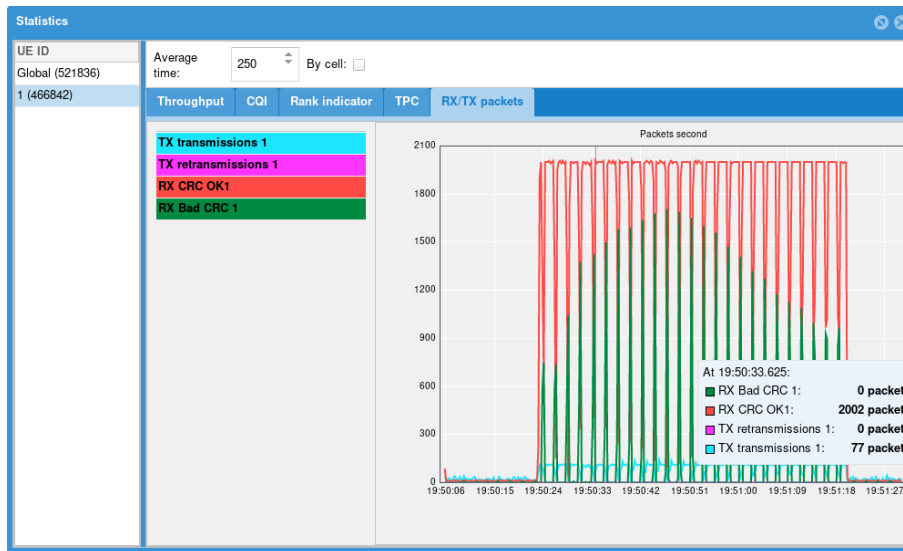 Statistics
UE ID
Global (521836)
1 (466842)
Average
time:
250
By cell:
Throughput
CQI
Rank indicator
TPC
RX/TX packets
TX transmissions 1
TX retransmissions 1
RX CRC OK1
RX Bad CRC 1
Packets second
2100
1800
1500
1200
900
600
300
0
19:50:06 19:50:15 19:50:24 19:50:33 19:50:42 19:50:51 19:51:00 19:51:09 19:51:18 19:51:27
At 19:50:33.625:
RX Bad CRC 1: 0 packet
RX CRC OK1: 2002 packet
TX retransmissions 1: 0 packet
TX transmissions 1: 77 packet